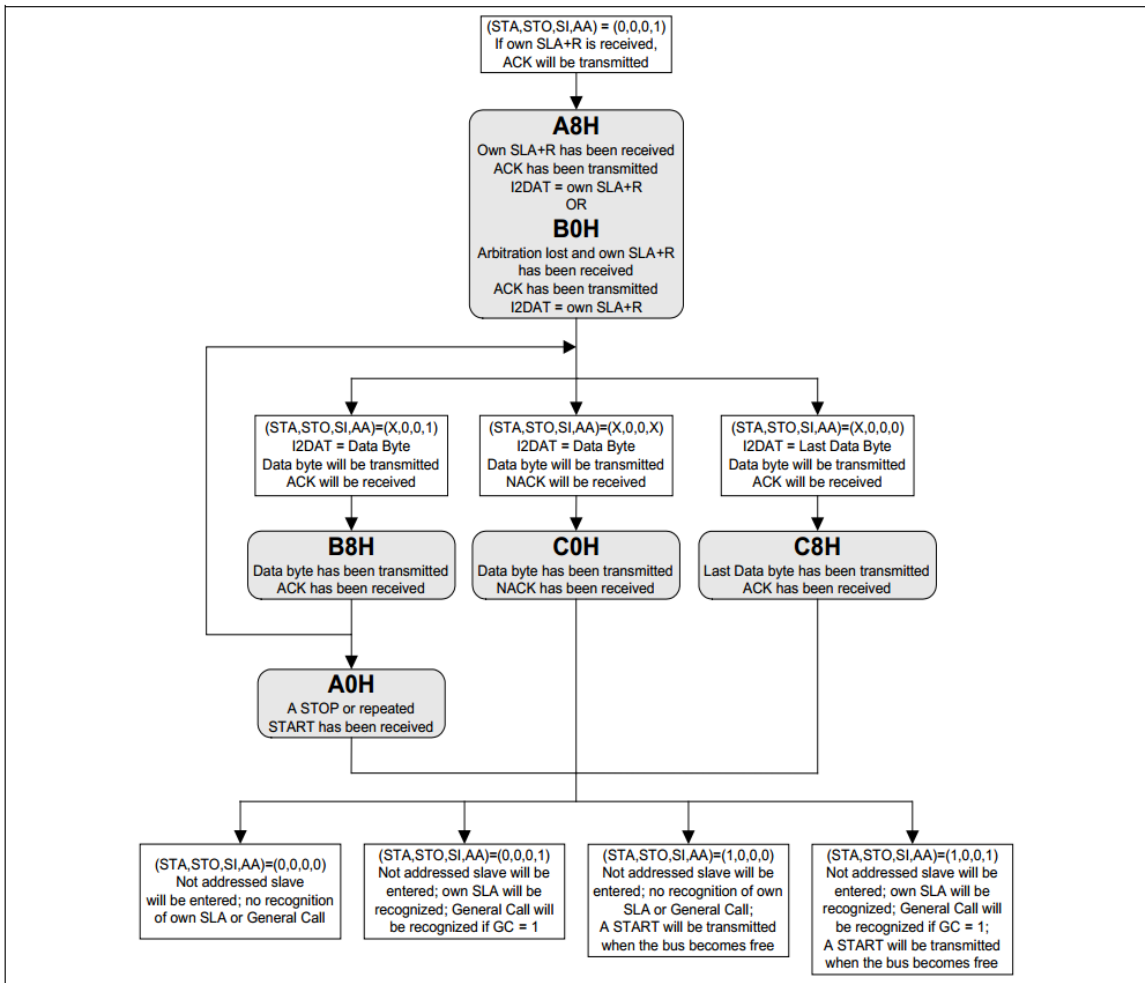 (STA,STO,SI,AA) = (0,0,0,1)
If own SLA+R is received,
ACK will be transmitted
A8H
Own SLA+R has been received
ACK has been transmitted
I2DAT = own SLA+R
OR
B0H
Arbitration lost and own SLA+R
has been received
ACK has been transmitted
I2DAT = own SLA+R
(STA,STO,SI,AA)=(X,0,0,1)
I2DAT = Data Byte
Data byte will be transmitted
ACK will be received
(STA,STO,SI,AA)=(X,0,0,X)
I2DAT = Data Byte
Data byte will be transmitted
NACK will be received
(STA,STO,SI,AA)=(X,0,0,0)
I2DAT = Last Data Byte
Data byte will be transmitted
ACK will be received
B8H
Data byte has been transmitted
ACK has been received
C0H
Data byte has been transmitted
NACK has been received
C8H
Last Data byte has been transmitted
ACK has been received
A0H
A STOP or repeated
START has been received
(STA,STO,SI,AA)=(0,0,0,0)
Not addressed slave
will be entered; no recognition
of own SLA or General Call
(STA,STO,SI,AA)=(0,0,0,1)
Not addressed slave will be
entered; own SLA will be
recognized; General Call will
be recognized if GC = 1
(STA,STO,SI,AA)=(1,0,0,0)
Not addressed slave will be
entered; no recognition of own
SLA or General Call;
A START will be transmitted
when the bus becomes free
(STA,STO,SI,AA)=(1,0,0,1)
Not addressed slave will be
entered; own SLA will be
recognized; General Call will
be recognized if GC = 1;
A START will be transmitted
when the bus becomes free